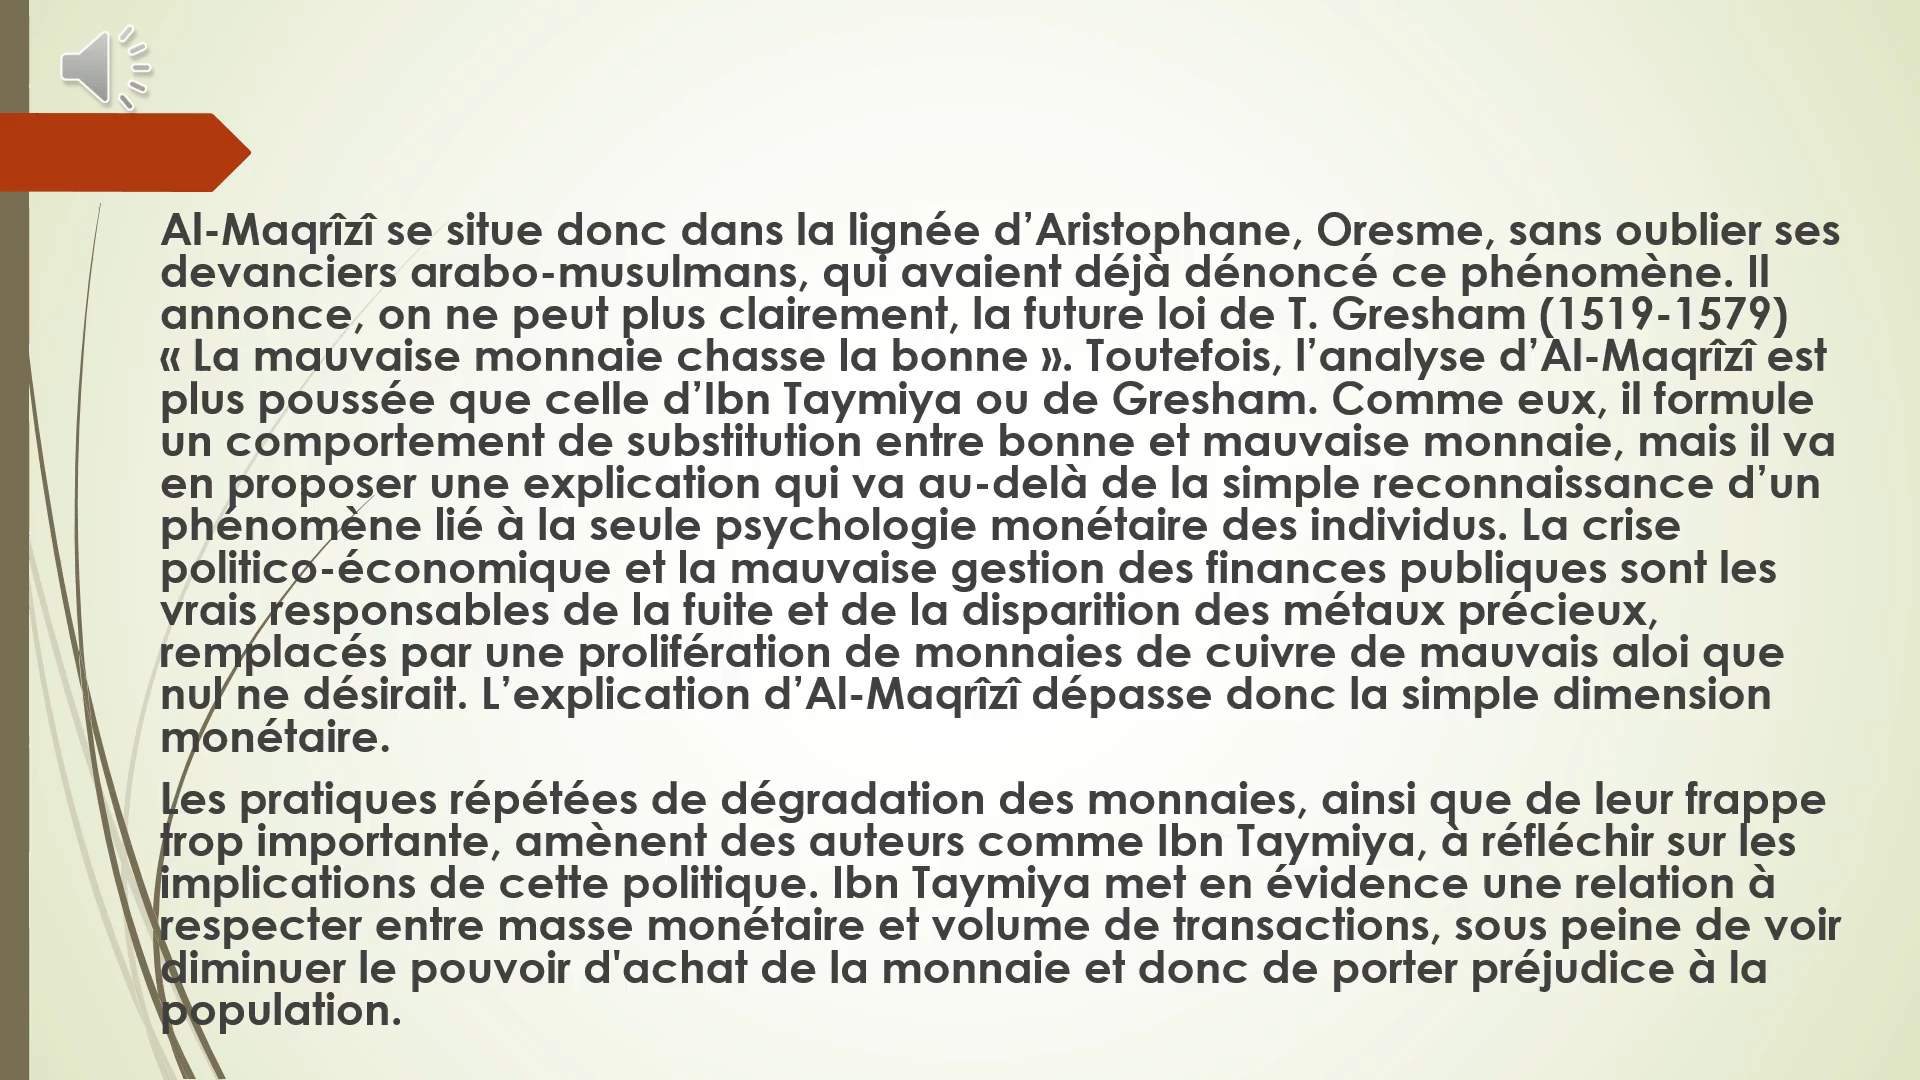 Al-Maqrîzî se situe donc dans la lignée d’Aristophane, Oresme, sans oublier ses
devanciers arabo-musulmans, qui avaient déjà dénoncé ce phénomène. Il
annonce, on ne peut plus clairement, la future loi de T. Gresham (1519-1579)
« La mauvaise monnaie chasse la bonne ». Toutefois, l’analyse d’Al-Maqrîzî est
plus poussée que celle d’Ibn Taymiya ou de Gresham. Comme eux, il formule
un comportement de substitution entre bonne et mauvaise monnaie, mais il va
en proposer une explication qui va au-delà de la simple reconnaissance d’un
phénomène lié à la seule psychologie monétaire des individus. La crise
politico-économique et la mauvaise gestion des finances publiques sont les
vrais responsables de la fuite et de la disparition des métaux précieux,
remplacés par une prolifération de monnaies de cuivre de mauvais aloi que
nul ne désirait. L’explication d’Al-Maqrîzî dépasse donc la simple dimension
monétaire.
Les pratiques répétées de dégradation des monnaies, ainsi que de leur frappe
trop importante, amènent des auteurs comme Ibn Taymiya, à réfléchir sur les
implications de cette politique. Ibn Taymiya met en évidence une relation à
respecter entre masse monétaire et volume de transactions, sous peine de voir
diminuer le pouvoir d'achat de la monnaie et donc de porter préjudice à la
population.